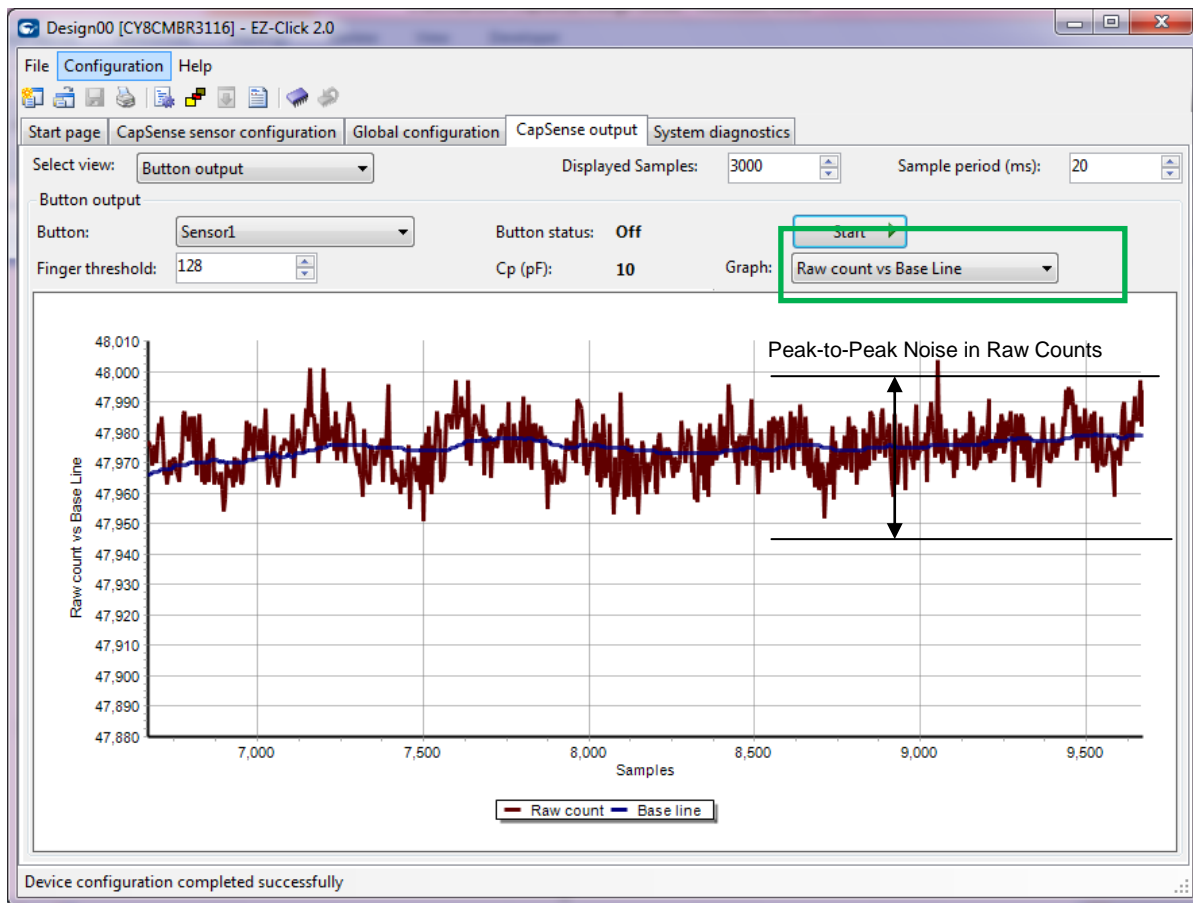 Design00 [CY8CMBR3116] - EZ-Click 2.0
File Configuration Help
Start page CapSense sensor configuration Global configuration CapSense output System diagnostics
Select view: Button output Displayed Samples: 3000 Sample period (ms): 20
Button output
Button: Sensor1 Button status: Off Start
Finger threshold: 128 Cp (pF): 10 Graph: Raw count vs Base Line
Peak-to-Peak Noise in Raw Counts
48,010
48,000
47,990
47,980
47,970
47,960
47,950
47,940
47,930
47,920
47,910
47,900
47,890
47,880
Raw count vs Base Line
7,000 7,500 8,000 8,500 9,000 9,500
Samples
Raw count Base line
Device configuration completed successfully